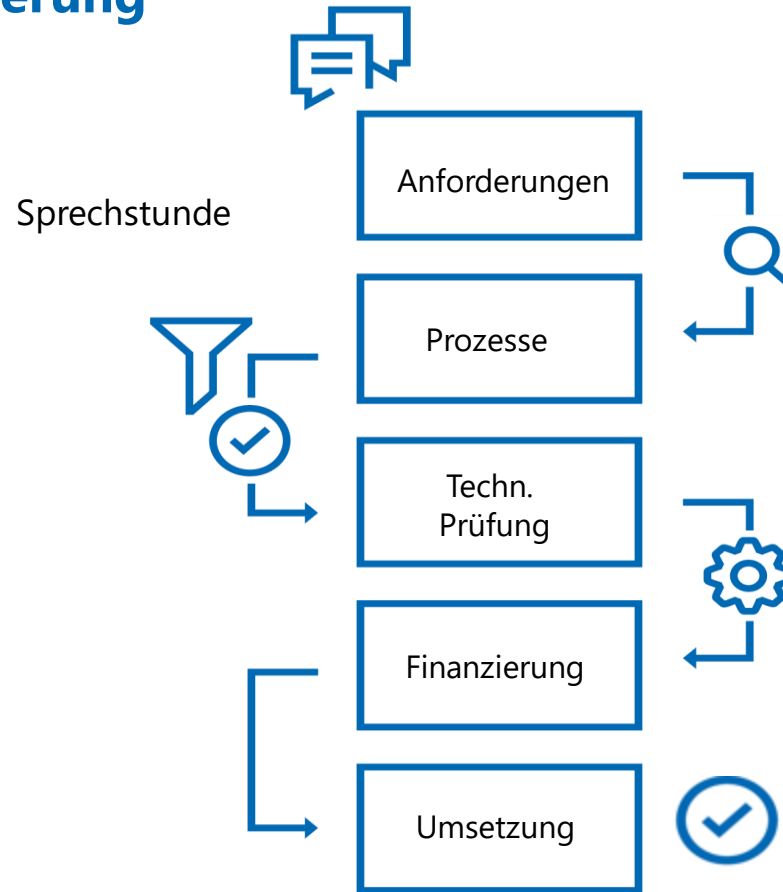 erung
Sprechstunde
Anforderungen
Prozesse
Techn.
Prüfung
Finanzierung
Umsetzung